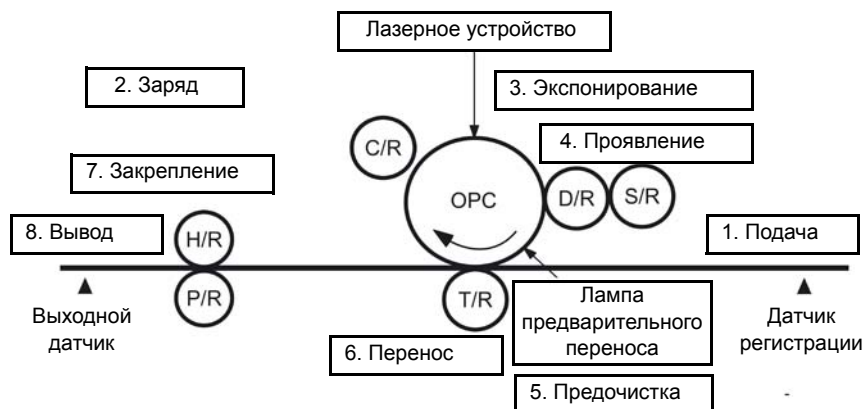 Лазерное устройство
2. Заряд
3. Экспонирование
4. Проявление
C/R
7. Закрепление
OPC
D/R
S/R
8. Вывод
H/R
1. Подача
P/R
T/R
Выходной
датчик
Лампа
предварительного
переноса
Датчик
регистрации
6. Перенос
5. Предочистка
-